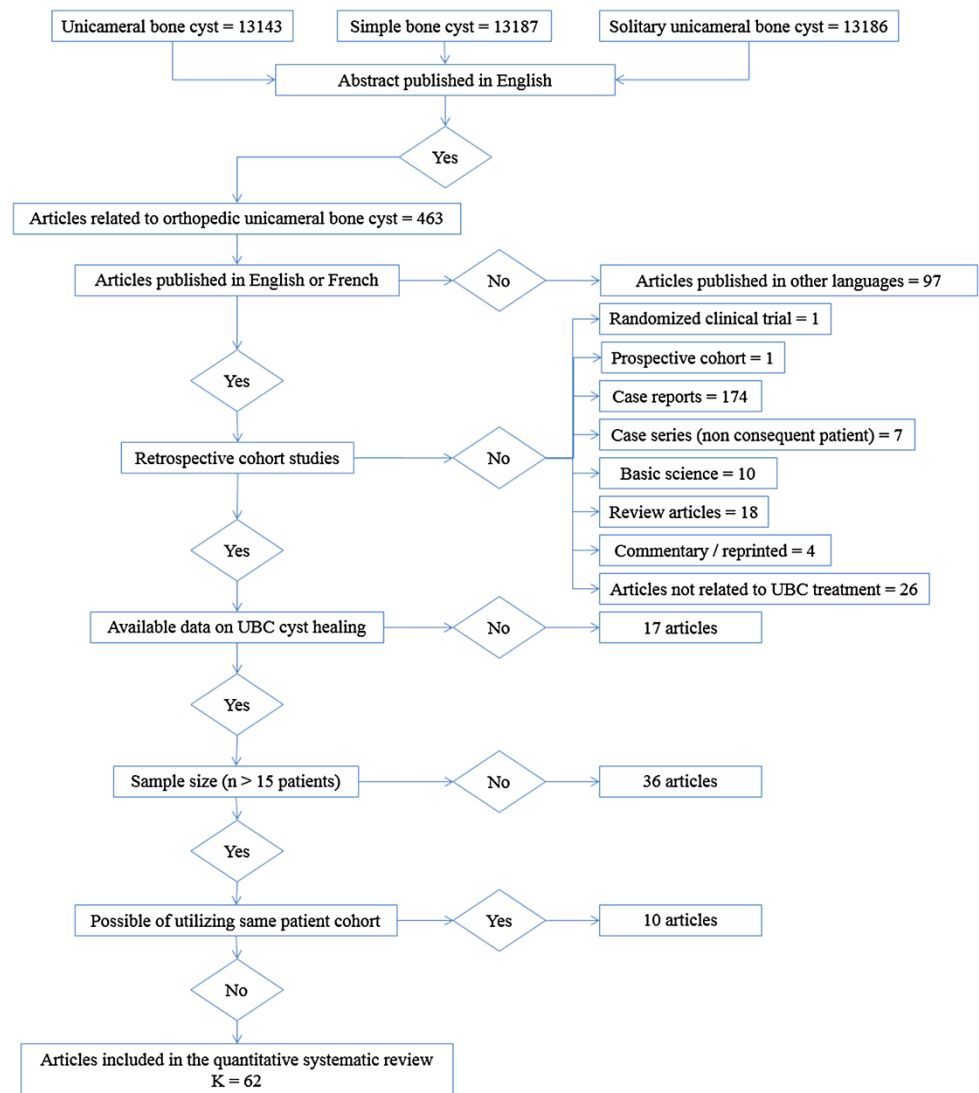 Unicameral bone cyst = 13143
Simple bone cyst = 13187
Solitary unicameral bone cyst = 13186
Abstract published in English
Yes
Articles related to orthopedic unicameral bone cyst = 463
Articles published in English or French
No
Articles published in other languages = 97
Yes
Randomized clinical trial = 1
Prospective cohort = 1
Case reports = 174
Retrospective cohort studies
No
Case series (non consequent patient) = 7
Basic science = 10
Review articles = 18
Commentary / reprinted = 4
Articles not related to UBC treatment = 26
Yes
Available data on UBC cyst healing
No
17 articles
Yes
Sample size (n > 15 patients)
No
36 articles
Yes
Possible of utilizing same patient cohort
Yes
10 articles
No
Articles included in the quantitative systematic review
K = 62